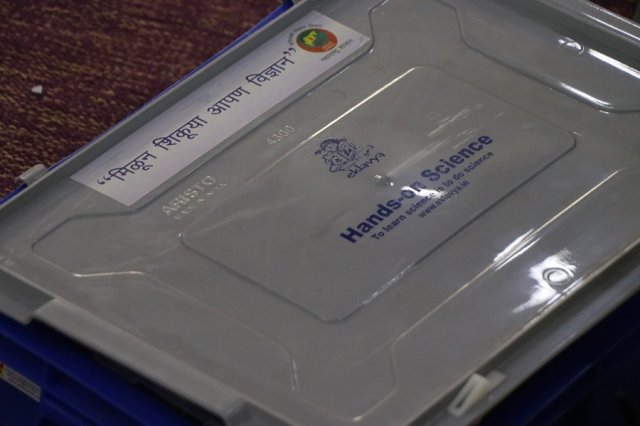 “मिळून शिकूया आपण विज्ञान”
ARISTO
4300
eklavya
Hands-on Science
To learn science is to do science
www.eklavya.in